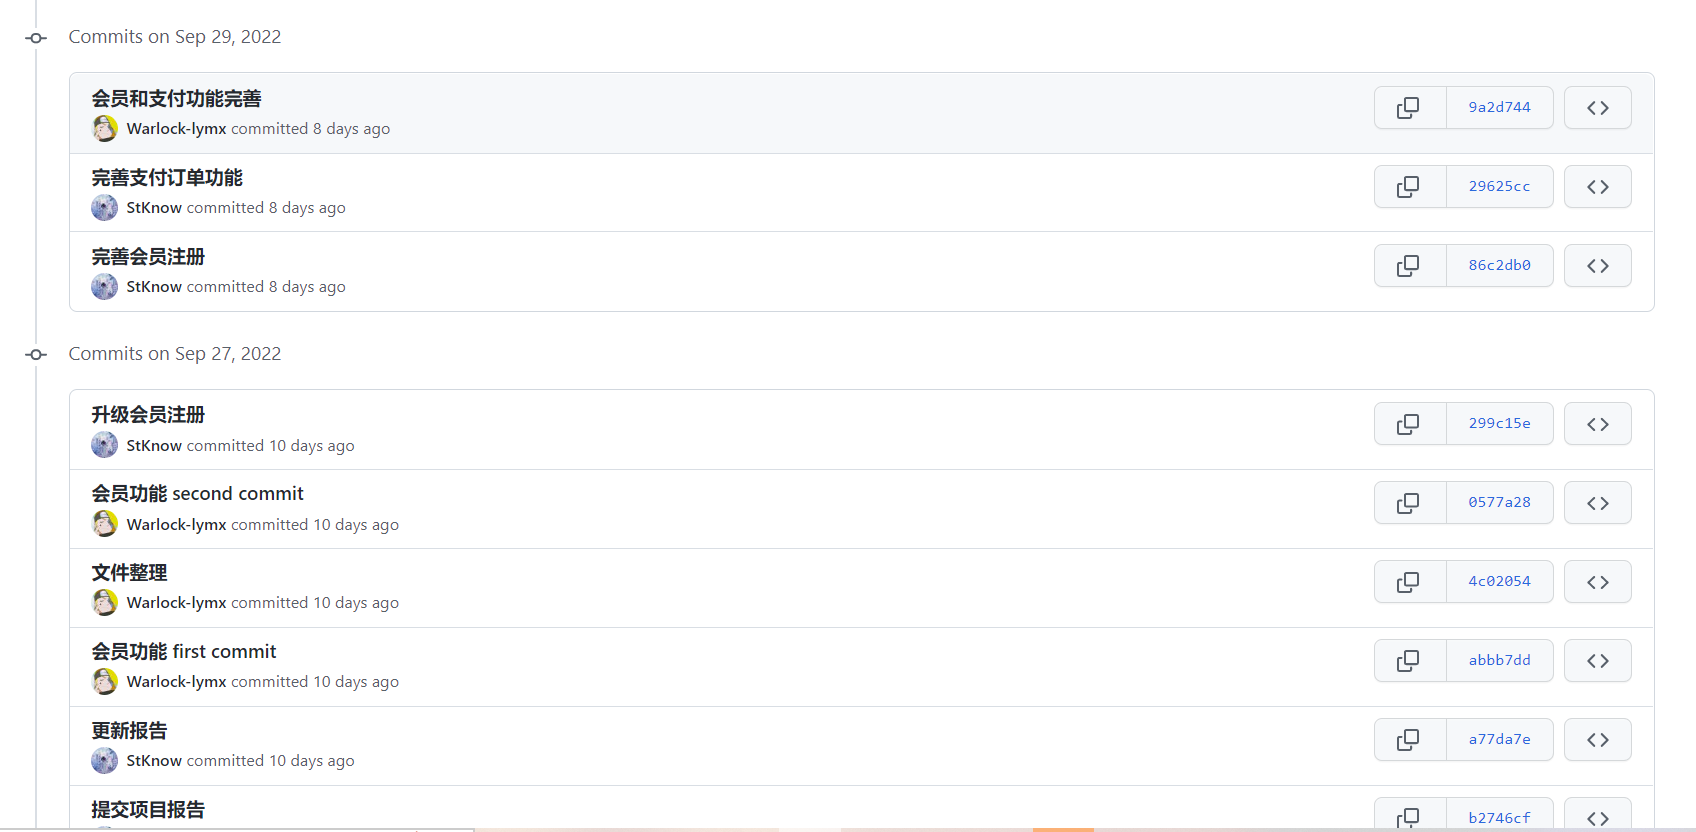 Commits on Sep 29, 2022
会员和支付功能完善
9a2d744
Warlock-lymx committed 8 days ago
完善支付订单功能
29625cc
StKnow committed 8 days ago
完善会员注册
86c2db0
StKnow committed 8 days ago
Commits on Sep 27, 2022
升级会员注册
299c15e
StKnow committed 10 days ago
会员功能 second commit
0577a28
Warlock-lymx committed 10 days ago
文件整理
4c02054
Warlock-lymx committed 10 days ago
会员功能 first commit
abbb7dd
Warlock-lymx committed 10 days ago
更新报告
a77da7e
StKnow committed 10 days ago
提交项目报告
b2746cf